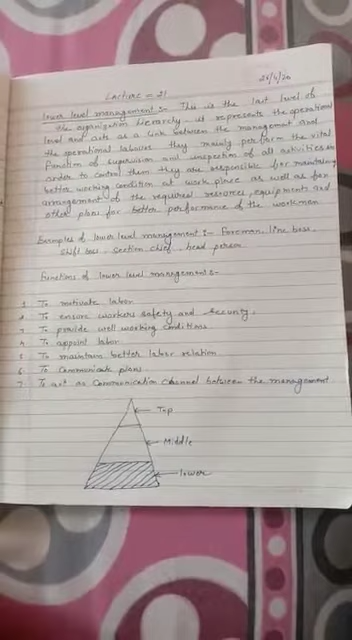 26/4/20
Lecture = 21
Lower level management :- This is the last level of
the organization hierarchy. it represents the operational
level and acts as a link between the management and
the operational labour they mainly perform the vital
function of supervision and inspection of all activities in
order to control them they are responsible for maintaining
better working condition at work place as well as for
arrangement of the required resources, equipments and
other plans for better performance of the workman
Examples of lower level management :- Foreman, line boss,
shift boss, section chief, head person.
Functions of lower level management :-
1 To motivate labor
2 To ensure workers safety and security.
3 To provide well working conditions
4 To appoint labor
5 To maintain better labor relation
6 To communicate plans
7 To act as communication channel between the management
Top
Middle
lower